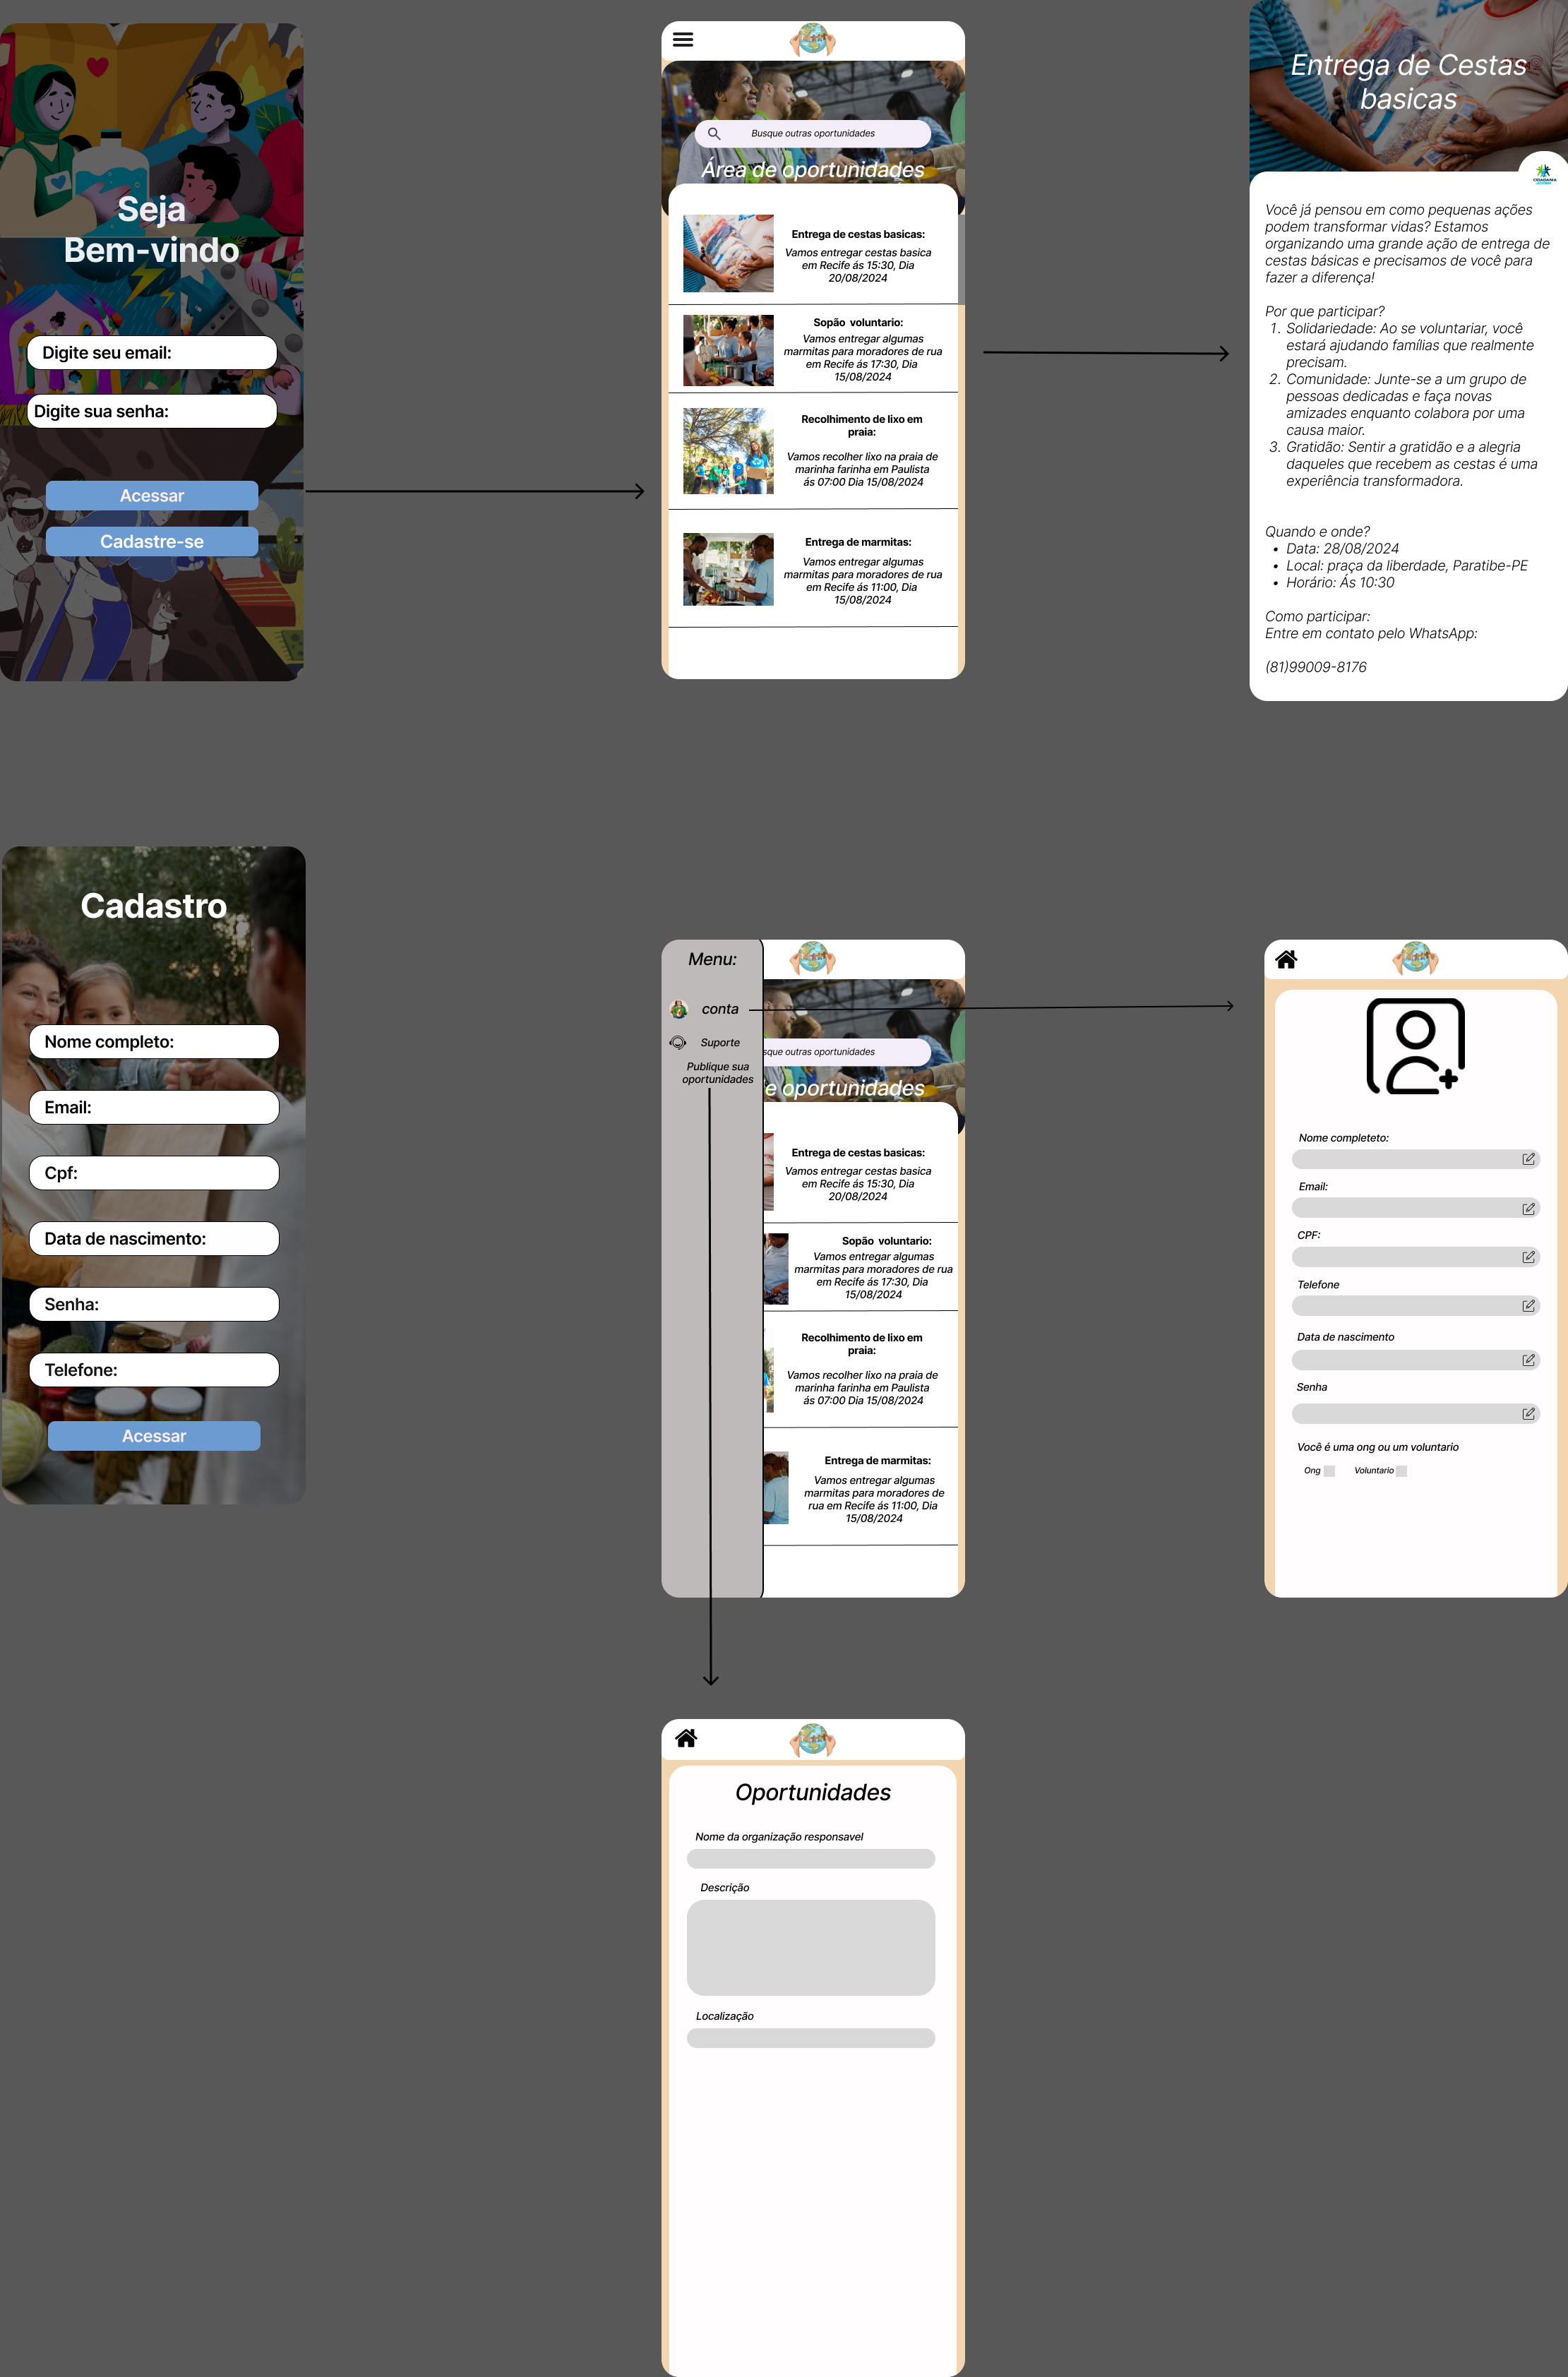 Seja
Bem-vindo
Digite seu email:
Digite sua senha:
Acessar
Cadastre-se
Busque outras oportunidades
Área de oportunidades
Entrega de cestas basicas:
Vamos entregar cestas basica
em Recife ás 15:30, Dia
20/08/2024
Sopão voluntario:
Vamos entregar algumas
marmitas para moradores de rua
em Recife ás 17:30, Dia
15/08/2024
Recolhimento de lixo em
praia:
Vamos recolher lixo na praia de
marinha farinha em Paulista
ás 07:00 Dia 15/08/2024
Entrega de marmitas:
Vamos entregar algumas
marmitas para moradores de rua
em Recife ás 11:00, Dia
15/08/2024
Entrega de Cestas
basicas
CIDADANIA
Você já pensou em como pequenas ações
podem transformar vidas? Estamos
organizando uma grande ação de entrega de
cestas básicas e precisamos de você para
fazer a diferença!
Por que participar?
1. Solidariedade: Ao se voluntariar, você
estará ajudando famílias que realmente
precisam.
2. Comunidade: Junte-se a um grupo de
pessoas dedicadas e faça novas
amizades enquanto colabora por uma
causa maior.
3. Gratidão: Sentir a gratidão e a alegria
daqueles que recebem as cestas é uma
experiência transformadora.
Quando e onde?
• Data: 28/08/2024
• Local: praça da liberdade, Paratibe-PE
• Horário: Ás 10:30
Como participar:
Entre em contato pelo WhatsApp:
(81)99009-8176
Cadastro
Nome completo:
Email:
Cpf:
Data de nascimento:
Senha:
Telefone:
Acessar
Menu:
conta
Suporte
Publique sua
oportunidades
sque outras oportunidades
e oportunidades
Entrega de cestas basicas:
Vamos entregar cestas basica
em Recife ás 15:30, Dia
20/08/2024
Sopão voluntario:
Vamos entregar algumas
marmitas para moradores de rua
em Recife ás 17:30, Dia
15/08/2024
Recolhimento de lixo em
praia:
Vamos recolher lixo na praia de
marinha farinha em Paulista
ás 07:00 Dia 15/08/2024
Entrega de marmitas:
Vamos entregar algumas
marmitas para moradores de
rua em Recife ás 11:00, Dia
15/08/2024
Nome completeto:
Email:
CPF:
Telefone
Data de nascimento
Senha
Você é uma ong ou um voluntario
Ong Voluntario
Oportunidades
Nome da organização responsavel
Descrição
Localização